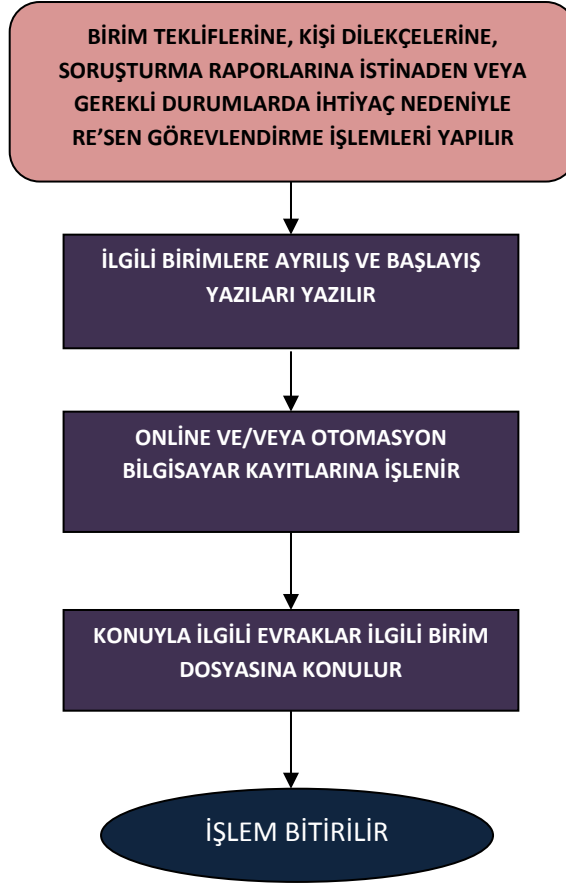 BİRİM TEKLİFLERİNE, KİŞİ DİLEKÇELERİNE,
SORUŞTURMA RAPORLARINA İSTİNADEN VEYA
GEREKLİ DURUMLARDA İHTİYAÇ NEDENİYLE
RE’SEN GÖREVLENDİRME İŞLEMLERİ YAPILIR
İLGİLİ BİRİMLERE AYRILIŞ VE BAŞLAYIŞ
YAZILARI YAZILIR
ONLİNE VE/VEYA OTOMASYON
BİLGİSAYAR KAYITLARINA İŞLENİR
KONUYLA İLGİLİ EVRAKLAR İLGİLİ BİRİM
DOSYASINA KONULUR
İŞLEM BİTİRİLİR